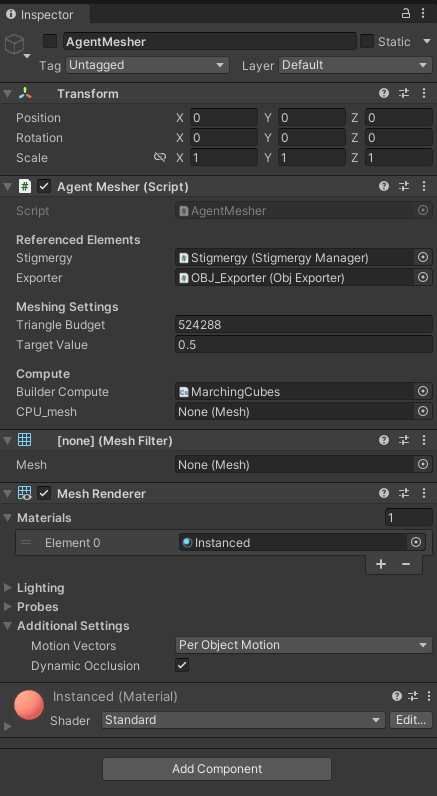 Inspector
AgentMesher Static
Tag Untagged Layer Default
Transform
Position X 0 Y 0 Z 0
Rotation X 0 Y 0 Z 0
Scale X 1 Y 1 Z 1
Agent Mesher (Script)
Script AgentMesher
Referenced Elements
Stigmergy Stigmergy (Stigmergy Manager)
Exporter OBJ_Exporter (Obj Exporter)
Meshing Settings
Triangle Budget 524288
Target Value 0.5
Compute
Builder Compute MarchingCubes
CPU_mesh None (Mesh)
[none] (Mesh Filter)
Mesh None (Mesh)
Mesh Renderer
Materials 1
Element 0 Instanced
Lighting
Probes
Additional Settings
Motion Vectors Per Object Motion
Dynamic Occlusion
Instanced (Material)
Shader Standard Edit...
Add Component